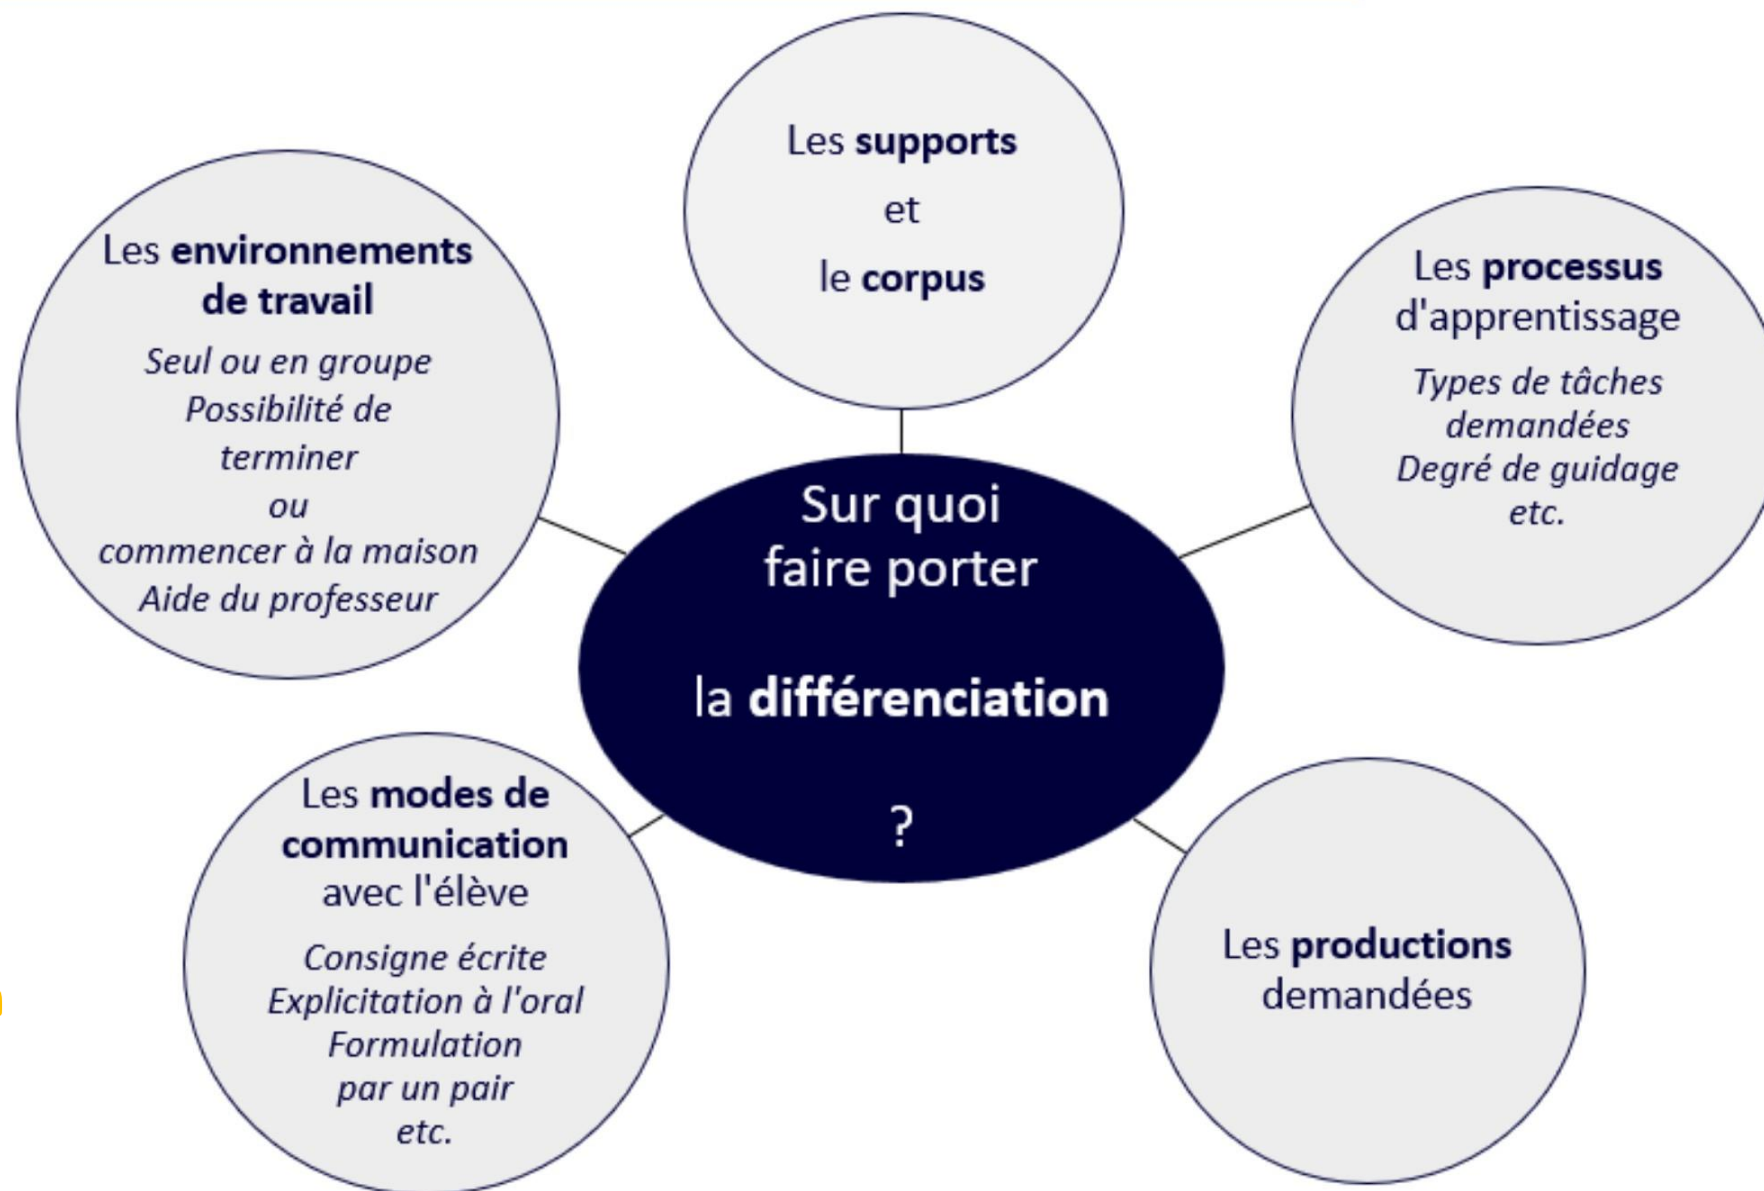 Les supports
et
le corpus
Les environnements
de travail
Seul ou en groupe
Possibilité de
terminer
ou
commencer à la maison
Aide du professeur
Les processus
d'apprentissage
Types de tâches
demandées
Degré de guidage
etc.
Sur quoi
faire porter
la différenciation
?
Les modes de
communication
avec l'élève
Consigne écrite
Explicitation à l'oral
Formulation
par un pair
etc.
Les productions
demandées